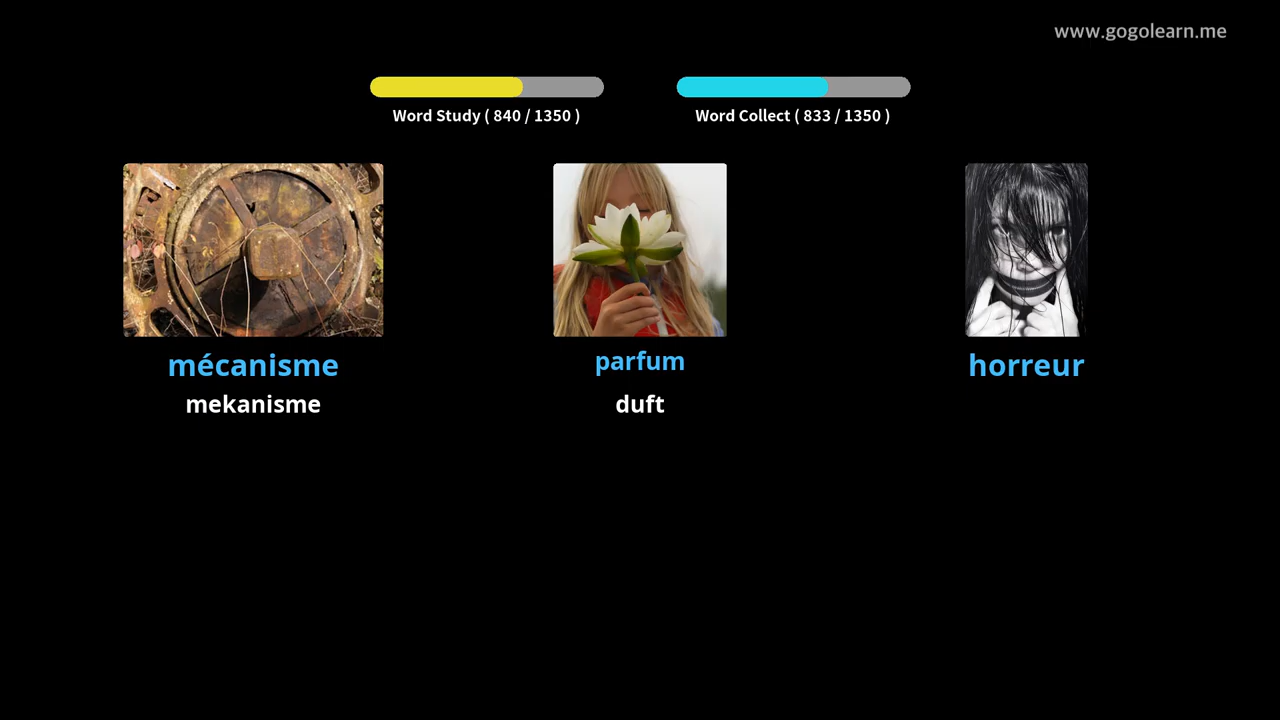 www.gogolearn.me
Word Study ( 840 / 1350 )
Word Collect ( 833 / 1350 )
mécanisme
parfum
horreur
mekanisme
duft